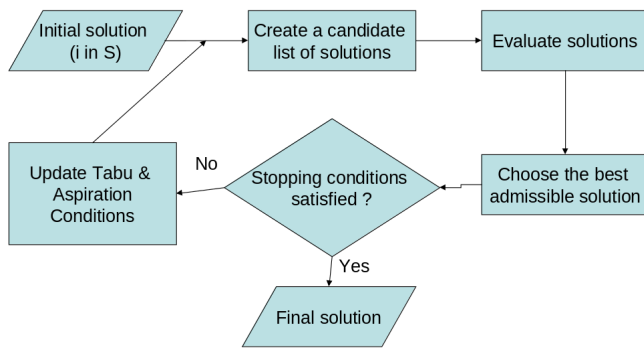 Initial solution
(i in S)
Create a candidate
list of solutions
Evaluate solutions
Update Tabu &
Aspiration
Conditions
No
Stopping conditions
satisfied ?
Choose the best
admissible solution
Yes
Final solution